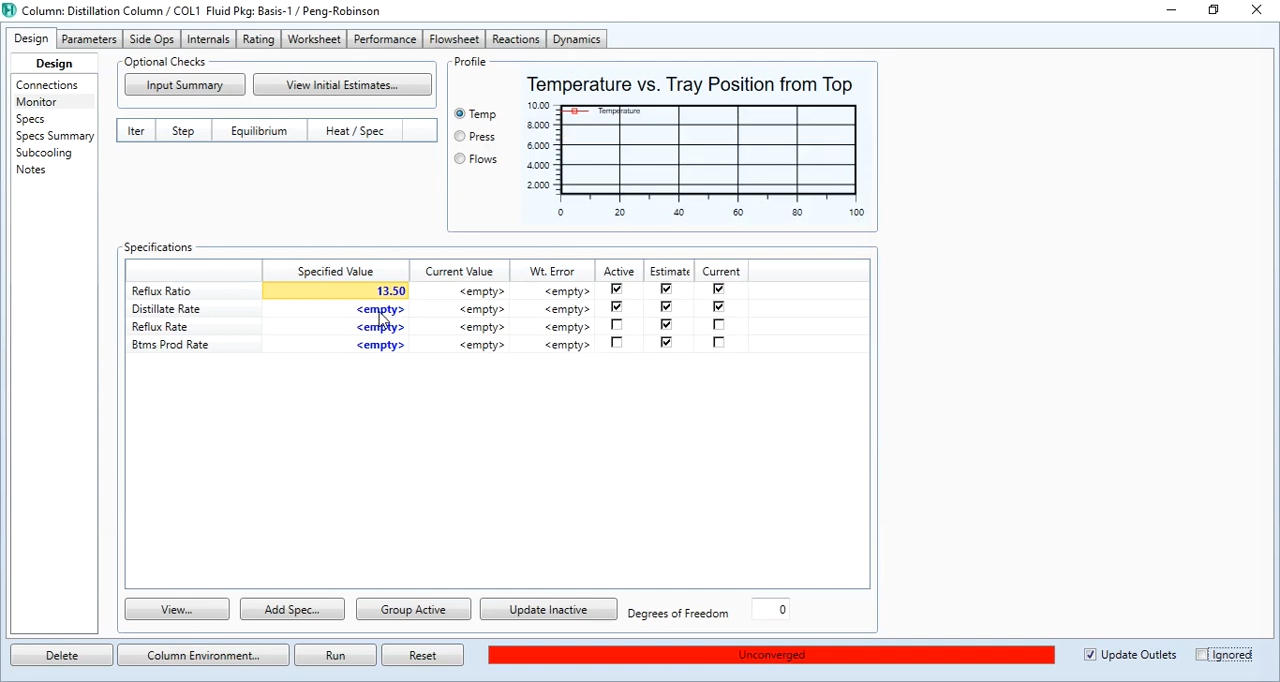 Column: Distillation Column / COL1 Fluid Pkg: Basis-1 / Peng-Robinson
Design Parameters Side Ops Internals Rating Worksheet Performance Flowsheet Reactions Dynamics
Design
Connections
Monitor
Specs
Specs Summary
Subcooling
Notes
Optional Checks
Input Summary View Initial Estimates...
Iter Step Equilibrium Heat / Spec
Profile
Temp
Press
Flows
Temperature vs. Tray Position from Top
Temperature
10.00
8.000
6.000
4.000
2.000
0 20 40 60 80 100
Specifications
Specified Value Current Value Wt. Error Active Estimate Current
Reflux Ratio 13.50 <empty> <empty>
Distillate Rate <empty> <empty> <empty>
Reflux Rate <empty> <empty> <empty>
Btms Prod Rate <empty> <empty> <empty>
View... Add Spec... Group Active Update Inactive Degrees of Freedom 0
Delete Column Environment... Run Reset Unconverged Update Outlets Ignored